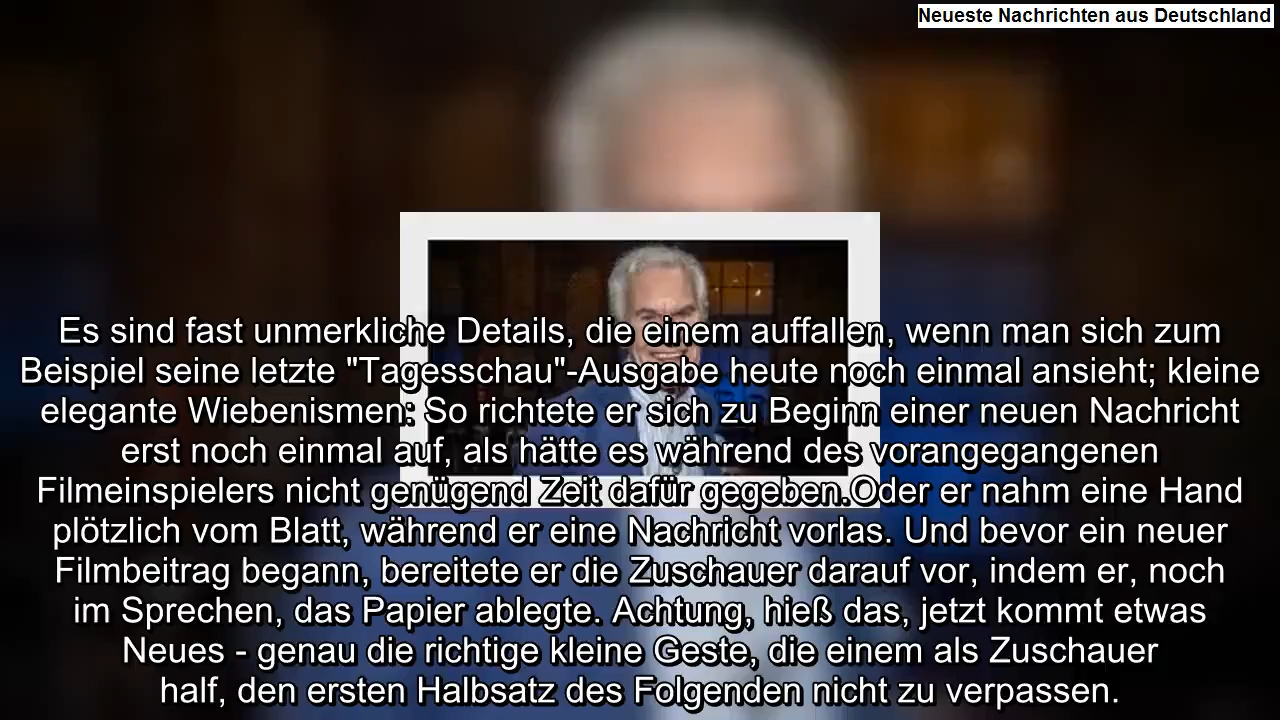 Neueste Nachrichten aus Deutschland
Es sind fast unmerkliche Details, die einem auffallen, wenn man sich zum
Beispiel seine letzte "Tagesschau"-Ausgabe heute noch einmal ansieht; kleine
elegante Wiebenismen: So richtete er sich zu Beginn einer neuen Nachricht
erst noch einmal auf, als hätte es während des vorangegangenen
Filmeinspielers nicht genügend Zeit dafür gegeben.Oder er nahm eine Hand
plötzlich vom Blatt, während er eine Nachricht vorlas. Und bevor ein neuer
Filmbeitrag begann, bereitete er die Zuschauer darauf vor, indem er, noch
im Sprechen, das Papier ablegte. Achtung, hieß das, jetzt kommt etwas
Neues - genau die richtige kleine Geste, die einem als Zuschauer
half, den ersten Halbsatz des Folgenden nicht zu verpassen.